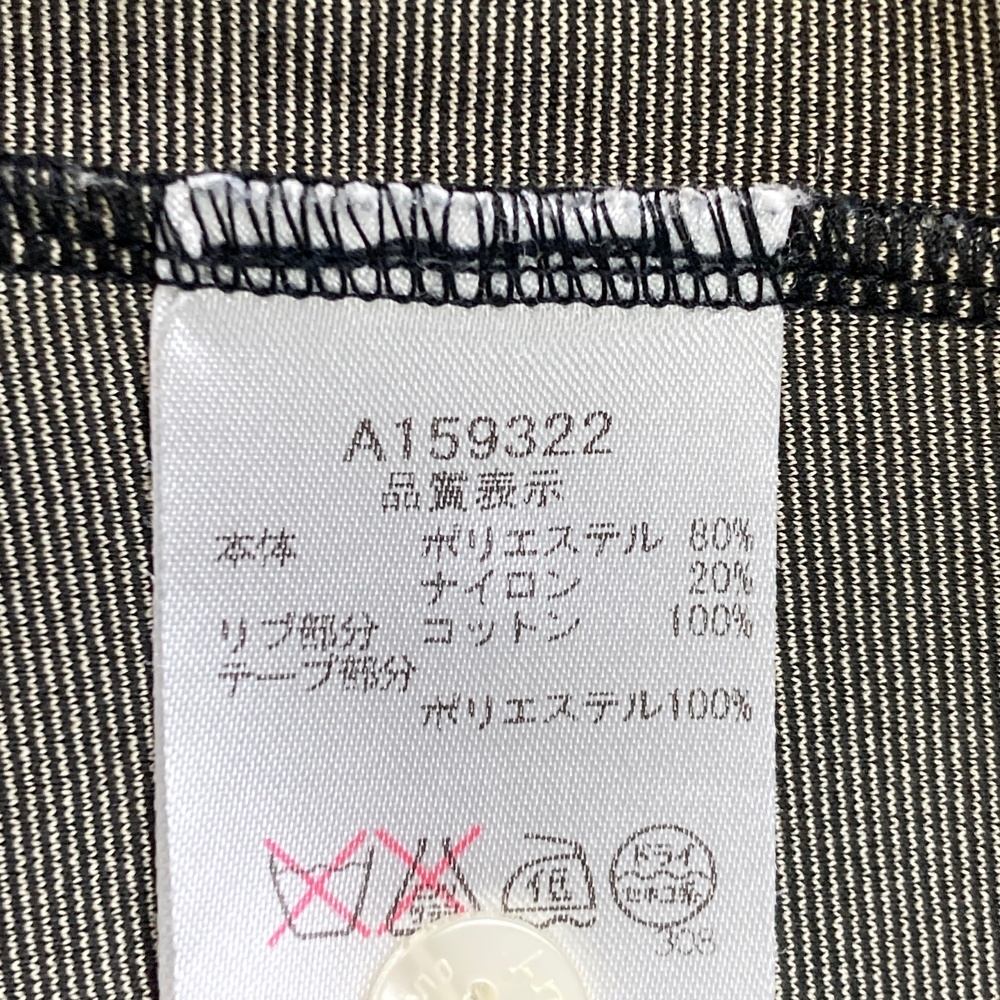 A159322
品質表示
本体 ポリエステル 80%
ナイロン 20%
リブ部分 コットン 100%
テープ部分
ポリエステル100%
低
ドライ
セキユ系
308